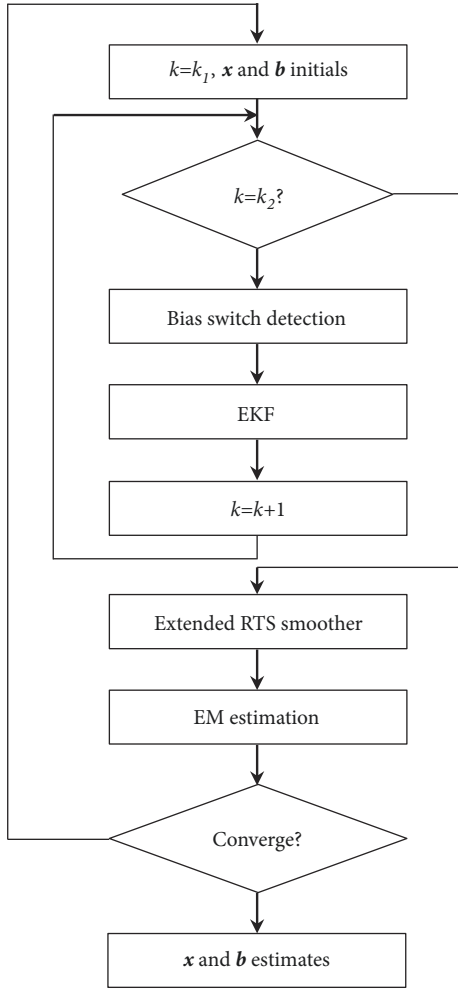 k=k₁, x and b initials
k=k₂?
Bias switch detection
EKF
k=k+1
Extended RTS smoother
EM estimation
Converge?
x and b estimates